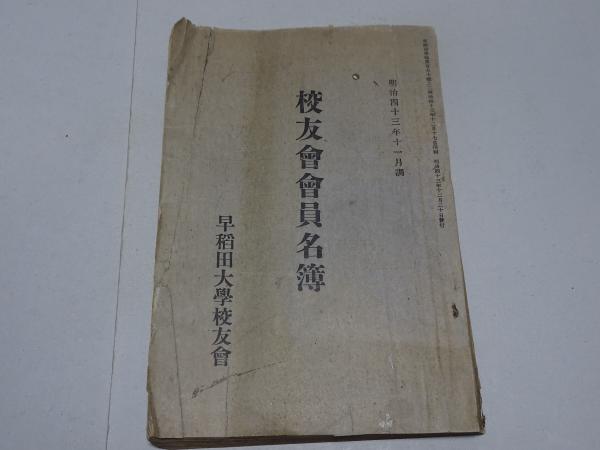 明治四十三年十一月調
校友會會員名簿
早稲田大學校友會